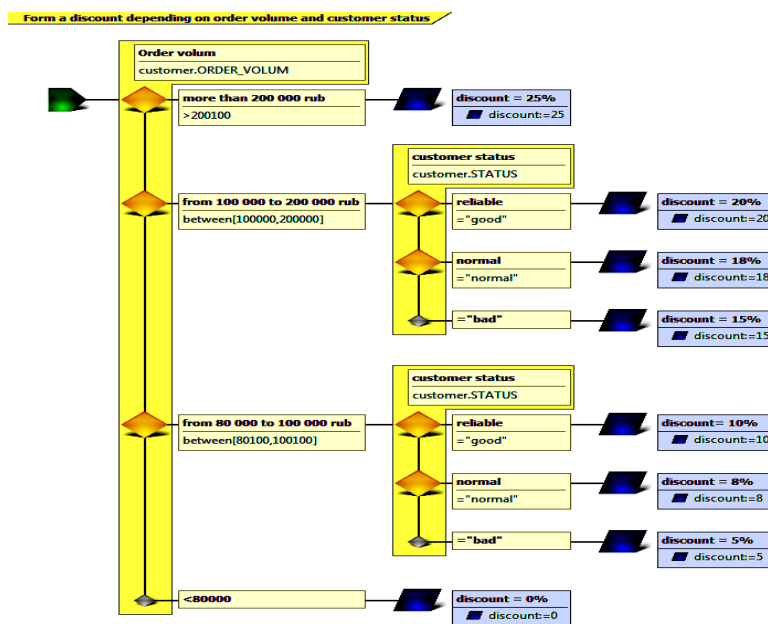 Form a discount depending on order volume and customer status
Order volum
customer.ORDER_VOLUM
more than 200 000 rub
>200100
discount = 25%
discount:=25
customer status
customer.STATUS
from 100 000 to 200 000 rub
between[100000,200000]
reliable
="good"
discount = 20%
discount:=20
normal
="normal"
discount = 18%
discount:=18
="bad"
discount = 15%
discount:=15
customer status
customer.STATUS
from 80 000 to 100 000 rub
between[80100,100100]
reliable
="good"
discount = 10%
discount:=10
normal
="normal"
discount = 8%
discount:=8
="bad"
discount = 5%
discount:=5
<80000
discount = 0%
discount:=0